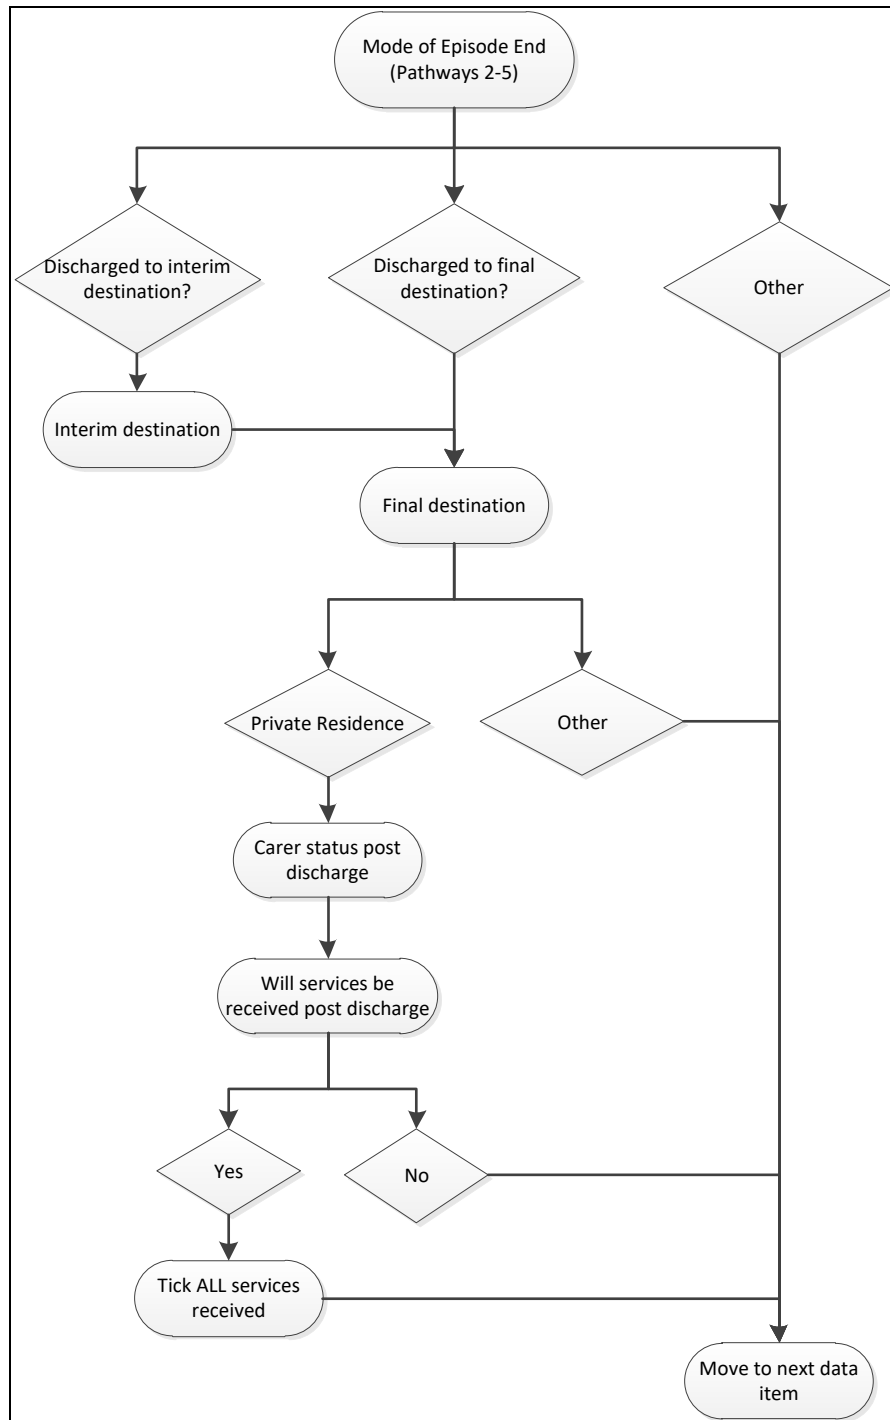 Mode of Episode End
(Pathways 2-5)
Discharged to interim
destination?
Discharged to final
destination?
Other
Interim destination
Final destination
Private Residence
Other
Carer status post
discharge
Will services be
received post discharge
Yes
No
Tick ALL services
received
Move to next data
item